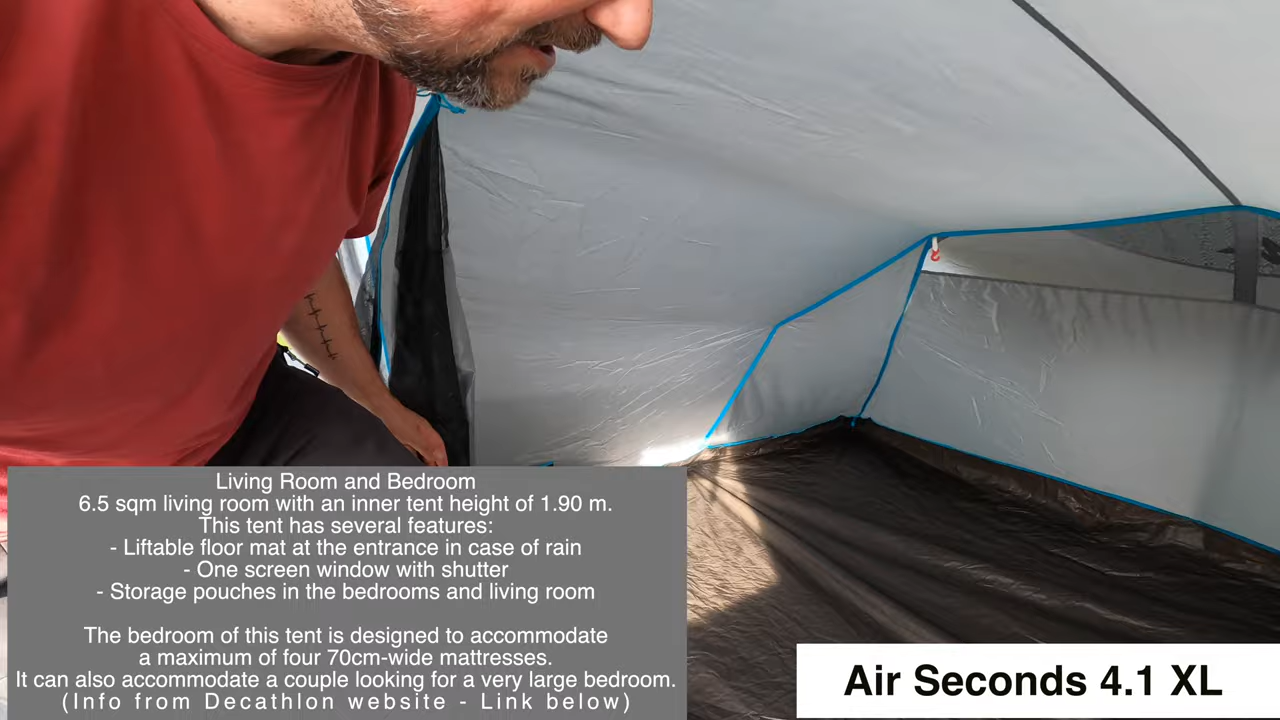 Living Room and Bedroom
6.5 sqm living room with an inner tent height of 1.90 m.
This tent has several features:
- Liftable floor mat at the entrance in case of rain
- One screen window with shutter
- Storage pouches in the bedrooms and living room
The bedroom of this tent is designed to accommodate
a maximum of four 70cm-wide mattresses.
It can also accommodate a couple looking for a very large bedroom.
(Info from Decathlon website - Link below)
Air Seconds 4.1 XL